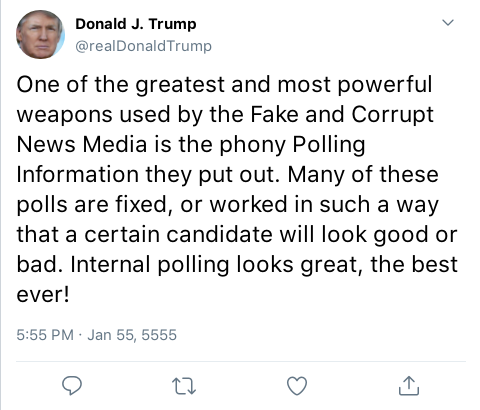 Donald J. Trump
@realDonaldTrump
One of the greatest and most powerful
weapons used by the Fake and Corrupt
News Media is the phony Polling
Information they put out. Many of these
polls are fixed, or worked in such a way
that a certain candidate will look good or
bad. Internal polling looks great, the best
ever!
5:55 PM · Jan 55, 5555